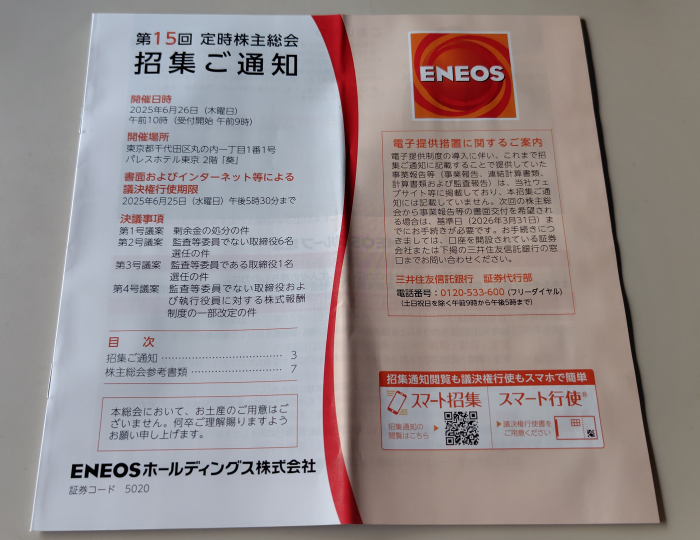 第15回 定時株主総会
招集ご通知
開催日時
2025年6月26日（木曜日）
午前10時（受付開始 午前9時）
開催場所
東京都千代田区丸の内一丁目1番1号
パレスホテル東京 2階「葵」
書面およびインターネット等による
議決権行使期限
2025年6月25日（水曜日）午後5時30分まで
決議事項
第1号議案 剰余金の処分の件
第2号議案 監査等委員でない取締役6名
選任の件
第3号議案 監査等委員である取締役1名
選任の件
第4号議案 監査等委員でない取締役およ
び執行役員に対する株式報酬
制度の一部改定の件
目 次
招集ご通知 …………………………… 3
株主総会参考書類 …………………… 7
本総会において、お土産のご用意はご
ざいません。何卒ご理解賜りますよう
お願い申し上げます。
ENEOSホールディングス株式会社
証券コード 5020
ENEOS
電子提供措置に関するご案内
電子提供制度の導入に伴い、これまで招
集ご通知に記載することで提供していた
事業報告等（事業報告、連結計算書類、
計算書類および監査報告）は、当社ウェ
ブサイト等に掲載しており、本招集ご通
知には記載していません。次回の株主総
会から事業報告等の書面交付を希望され
る場合は、基準日（2026年3月31日）ま
でにお手続きが必要です。お手続きにつ
きましては、口座を開設されている証券
会社または下掲の三井住友信託銀行の窓
口までお問い合わせください。
三井住友信託銀行 証券代行部
電話番号：0120-533-600（フリーダイヤル）
（土日祝日を除く午前9時から午後5時まで）
招集通知閲覧も議決権行使もスマホで簡単
スマート招集
招集通知の
閲覧はこちら
スマート行使®
議決権行使書を
ご用意ください